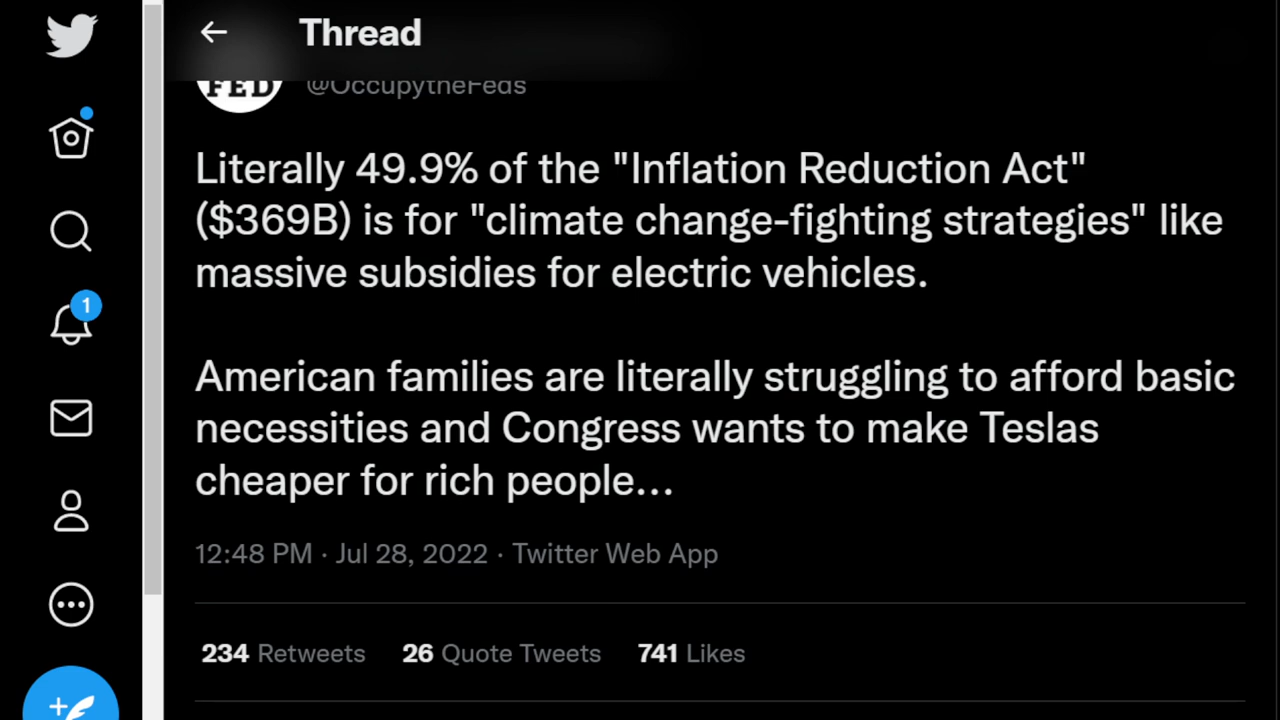 Thread
FED
@OccupytheFeds
Literally 49.9% of the "Inflation Reduction Act"
($369B) is for "climate change-fighting strategies" like
massive subsidies for electric vehicles.
American families are literally struggling to afford basic
necessities and Congress wants to make Teslas
cheaper for rich people...
12:48 PM · Jul 28, 2022 · Twitter Web App
234 Retweets 26 Quote Tweets 741 Likes
1